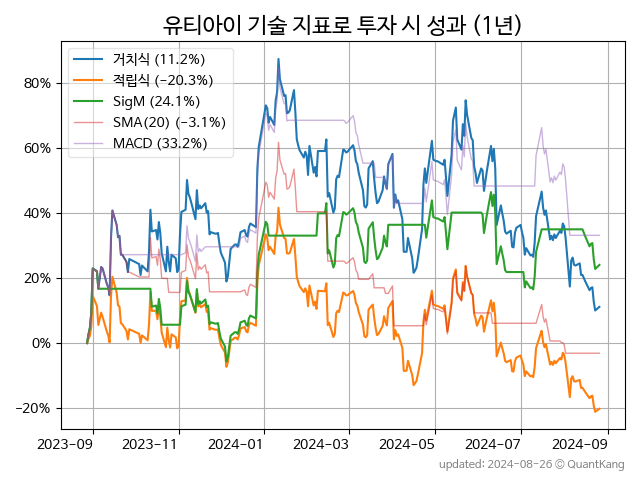 유티아이 기술 지표로 투자 시 성과 (1년)
거치식 (11.2%)
적립식 (−20.3%)
SigM (24.1%)
SMA(20) (−3.1%)
MACD (33.2%)
80%
60%
40%
20%
0%
−20%
2023-09 2023-11 2024-01 2024-03 2024-05 2024-07 2024-09
updated: 2024-08-26 © QuantKang